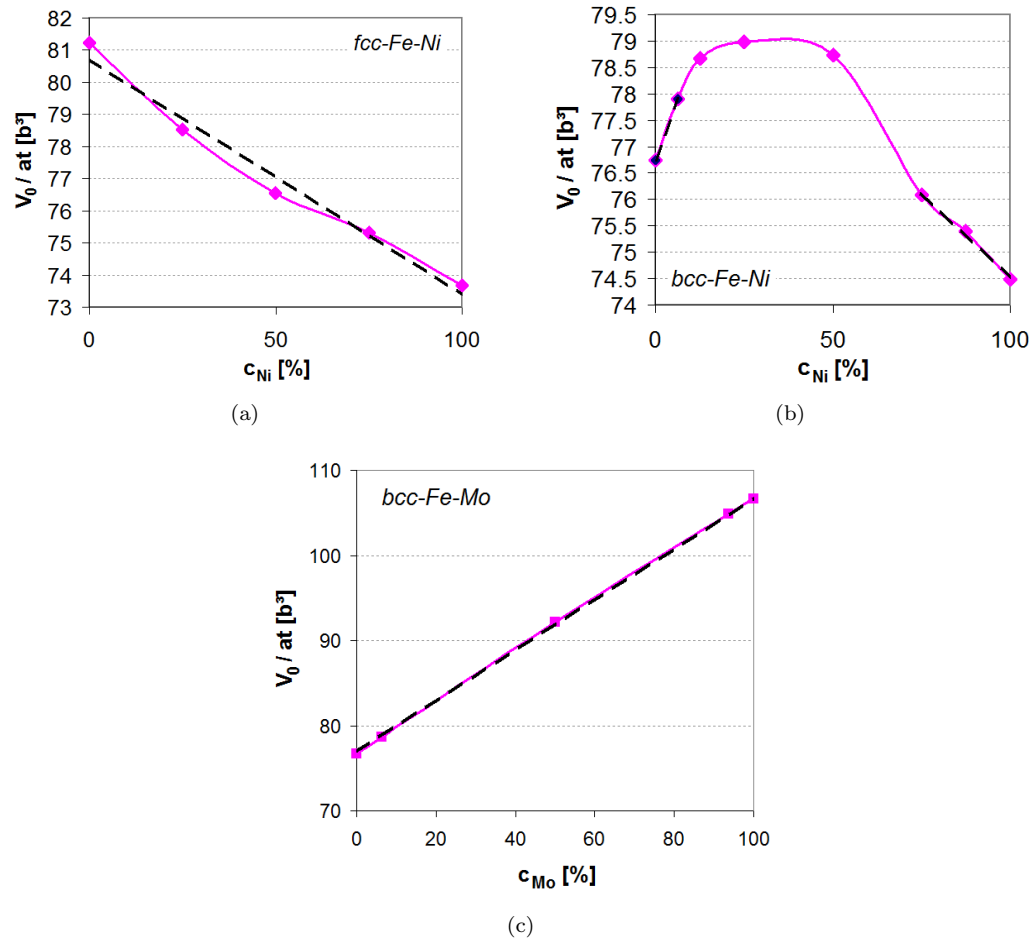 82
81
80
79
78
77
76
75
74
73
V₀ / at [b³]
fcc-Fe-Ni
0 50 100
c_Ni [%]
(a)
79.5
79
78.5
78
77.5
77
76.5
76
75.5
75
74.5
74
V₀ / at [b³]
bcc-Fe-Ni
0 50 100
c_Ni [%]
(b)
110
100
90
80
70
V₀ / at [b³]
bcc-Fe-Mo
0 20 40 60 80 100
c_Mo [%]
(c)